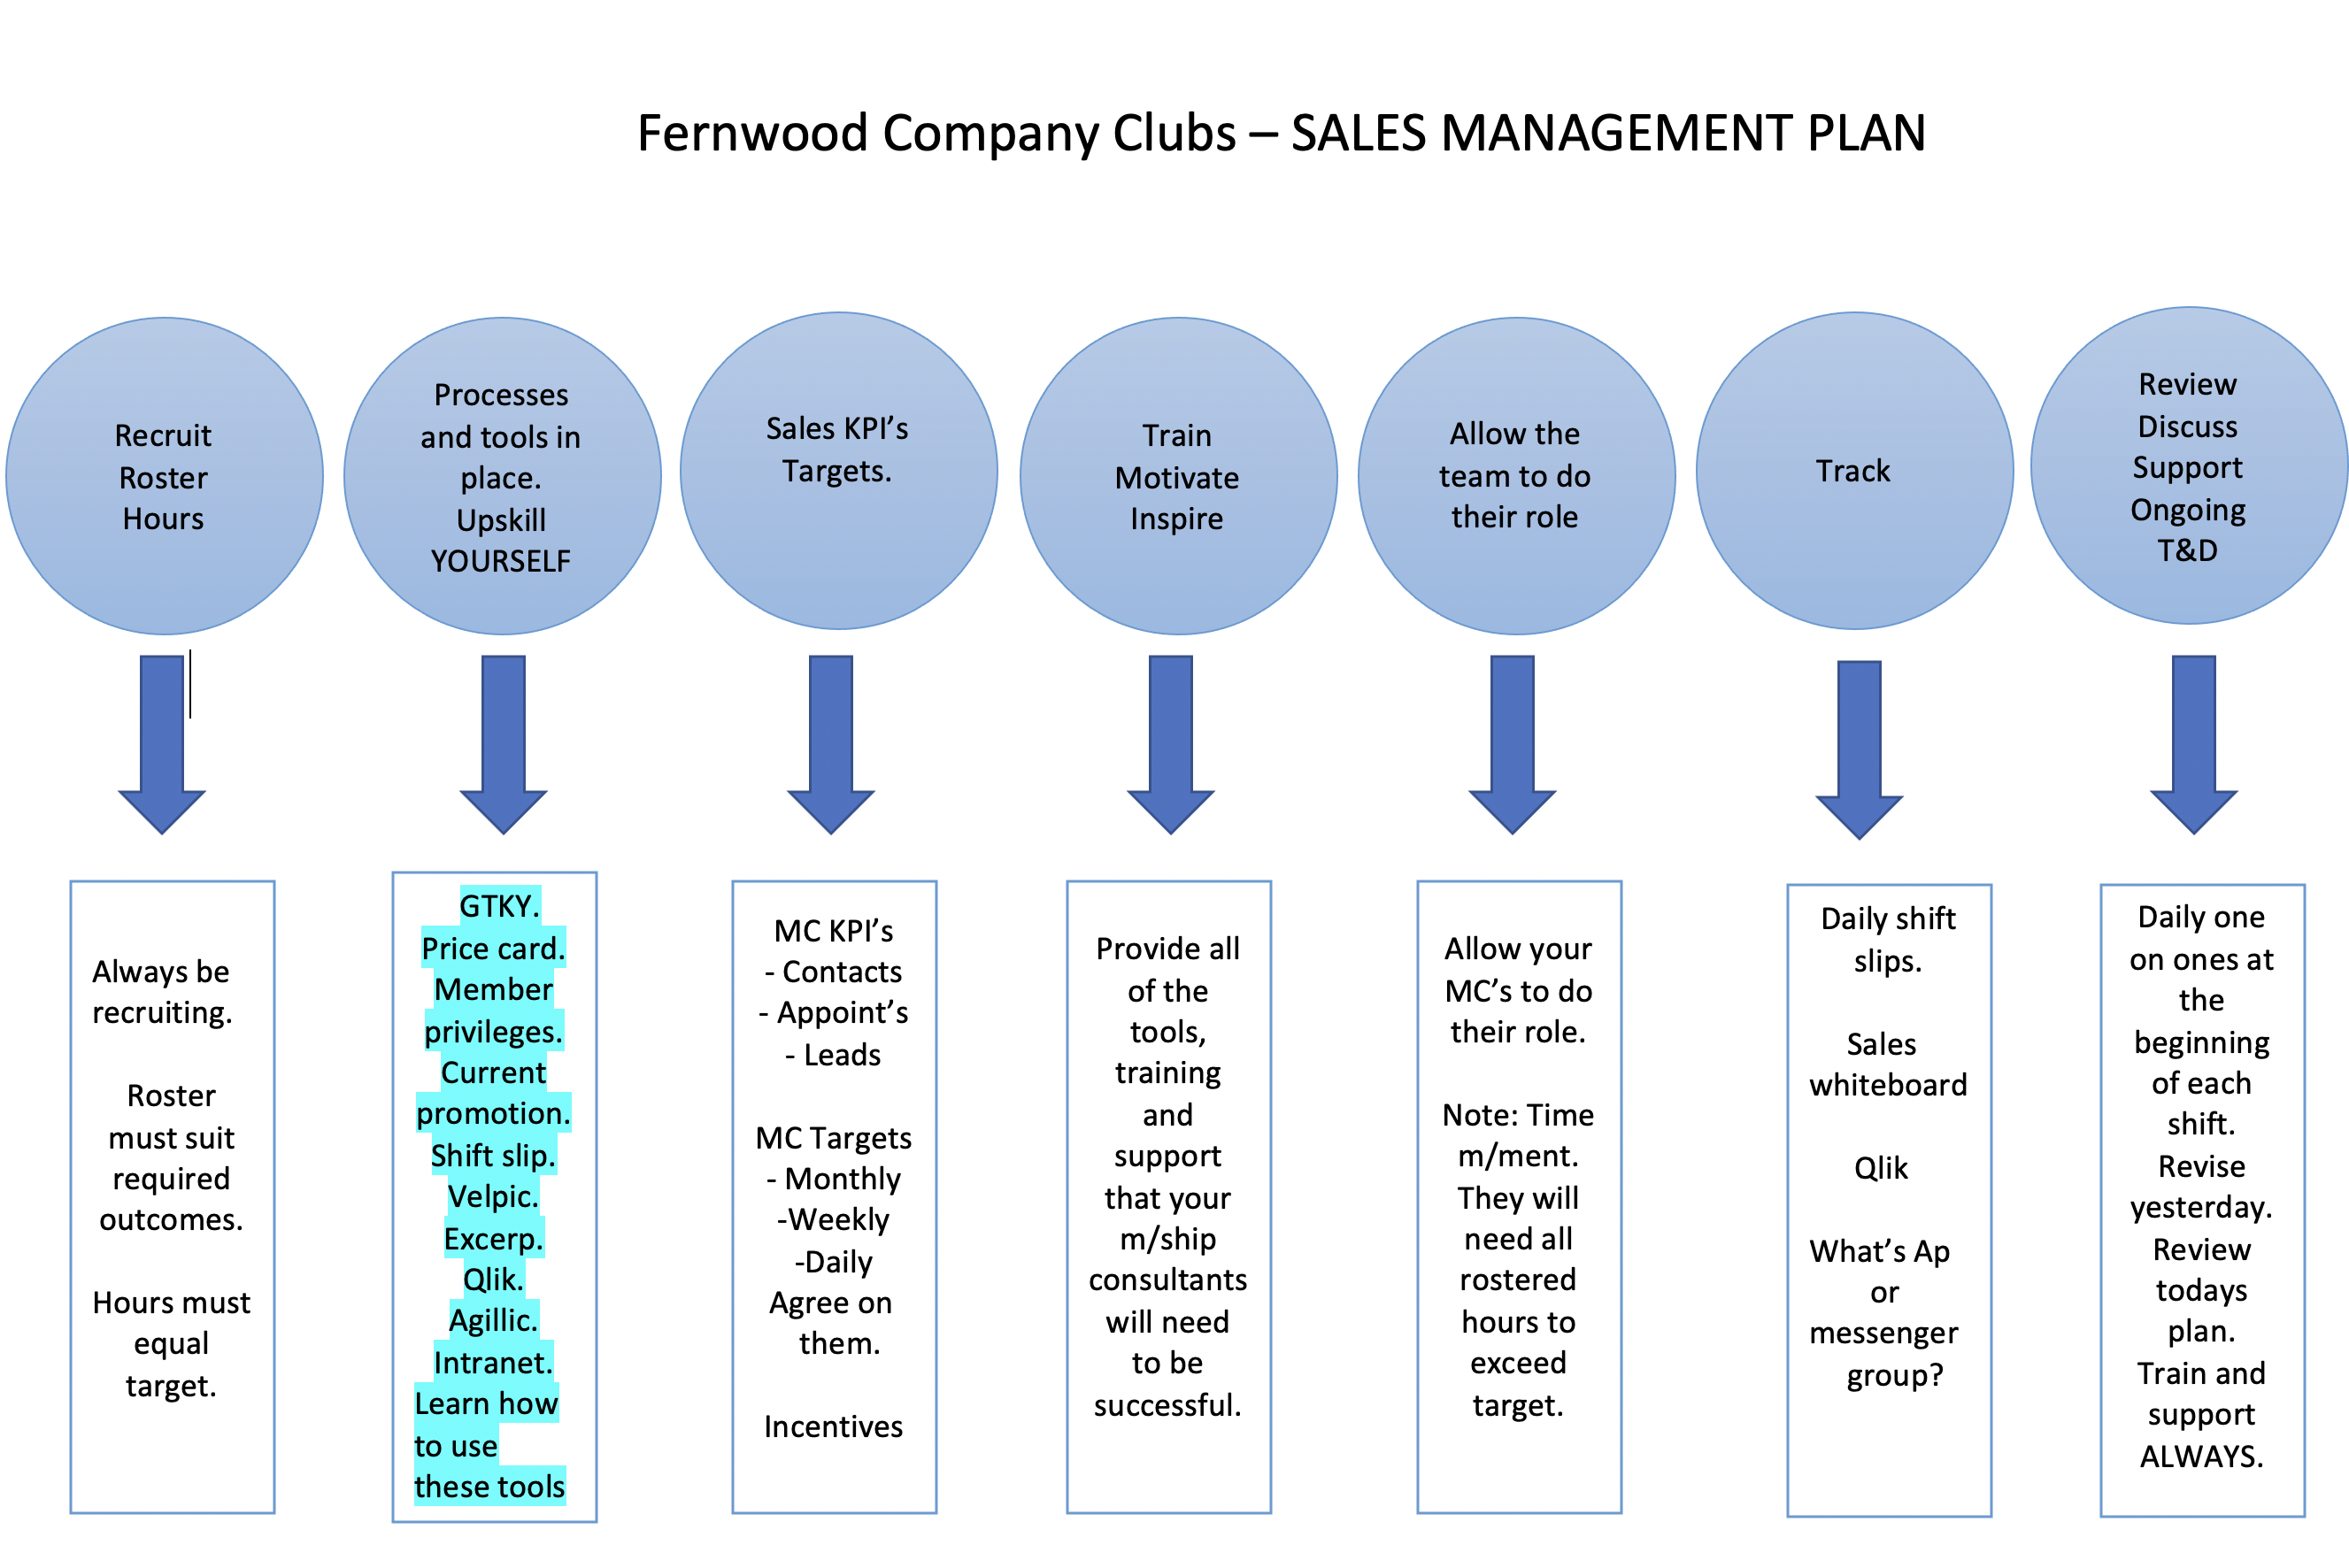 Fernwood Company Clubs – SALES MANAGEMENT PLAN
Recruit
Roster
Hours
Processes
and tools in
place.
Upskill
YOURSELF
Sales KPI’s
Targets.
Train
Motivate
Inspire
Allow the
team to do
their role
Track
Review
Discuss
Support
Ongoing
T&D
Always be
recruiting.
Roster
must suit
required
outcomes.
Hours must
equal
target.
GTKY.
Price card.
Member
privileges.
Current
promotion.
Shift slip.
Velpic.
Excerp.
Qlik.
Agillic.
Intranet.
Learn how
to use
these tools
MC KPI’s
- Contacts
- Appoint’s
- Leads
MC Targets
- Monthly
-Weekly
-Daily
Agree on
them.
Incentives
Provide all
of the
tools,
training
and
support
that your
m/ship
consultants
will need
to be
successful.
Allow your
MC’s to do
their role.
Note: Time
m/ment.
They will
need all
rostered
hours to
exceed
target.
Daily shift
slips.
Sales
whiteboard
Qlik
What’s Ap
or
messenger
group?
Daily one
on ones at
the
beginning
of each
shift.
Revise
yesterday.
Review
todays
plan.
Train and
support
ALWAYS.